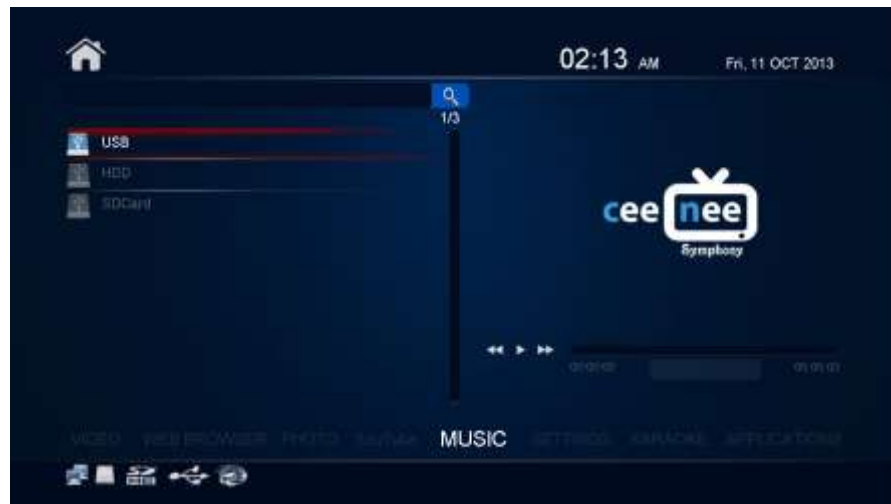 02:13 AM Fri, 11 OCT 2013
1/3
USB
HDD
SDCard
cee nee
Symphony
VIDEO WEB BROWSER PHOTO YouTube MUSIC SETTINGS KARAOKE APPLICATIONS